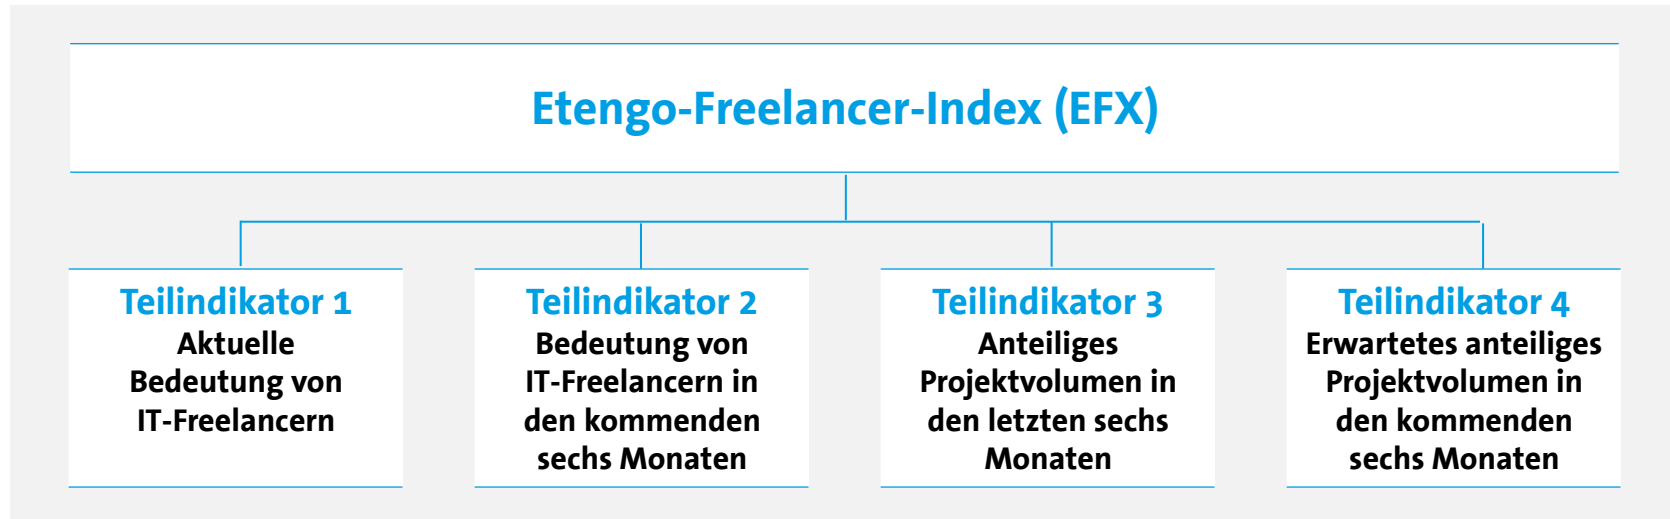 Etengo-Freelancer-Index (EFX)
Teilindikator 1
Aktuelle
Bedeutung von
IT-Freelancern
Teilindikator 2
Bedeutung von
IT-Freelancern in
den kommenden
sechs Monaten
Teilindikator 3
Anteiliges
Projektvolumen in
den letzten sechs
Monaten
Teilindikator 4
Erwartetes anteiliges
Projektvolumen in
den kommenden
sechs Monaten